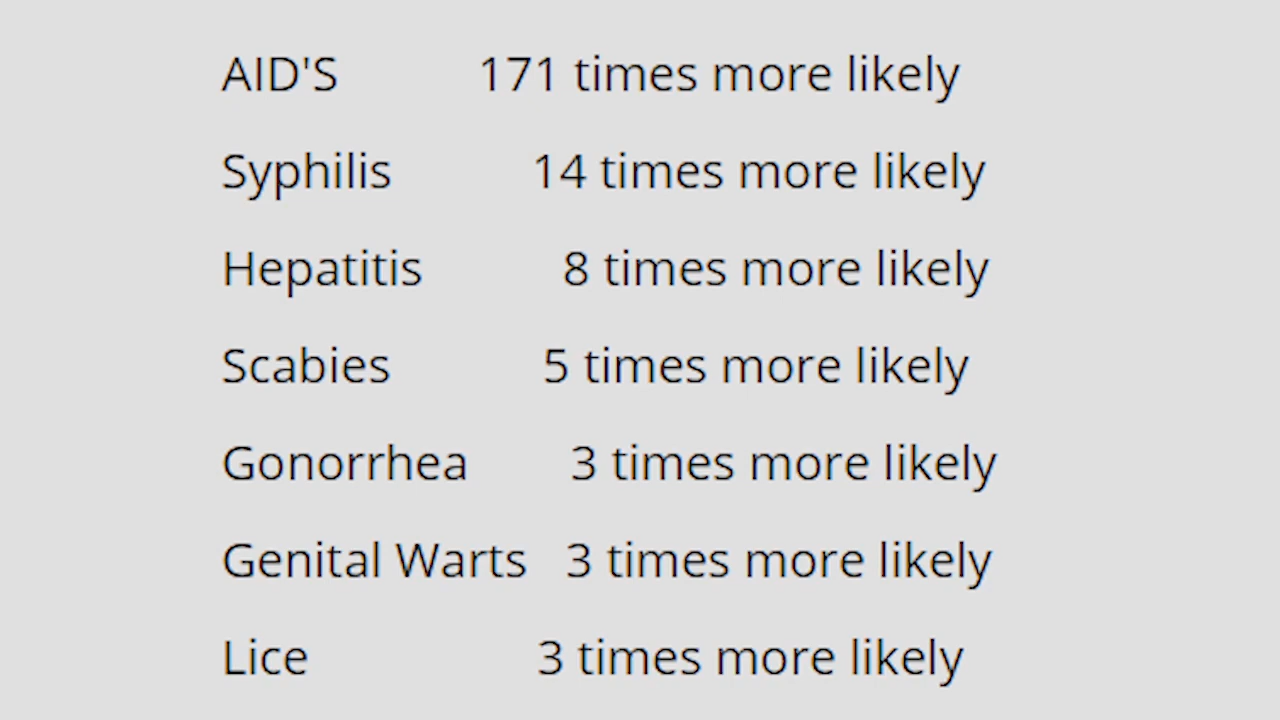 AID'S 171 times more likely
Syphilis 14 times more likely
Hepatitis 8 times more likely
Scabies 5 times more likely
Gonorrhea 3 times more likely
Genital Warts 3 times more likely
Lice 3 times more likely